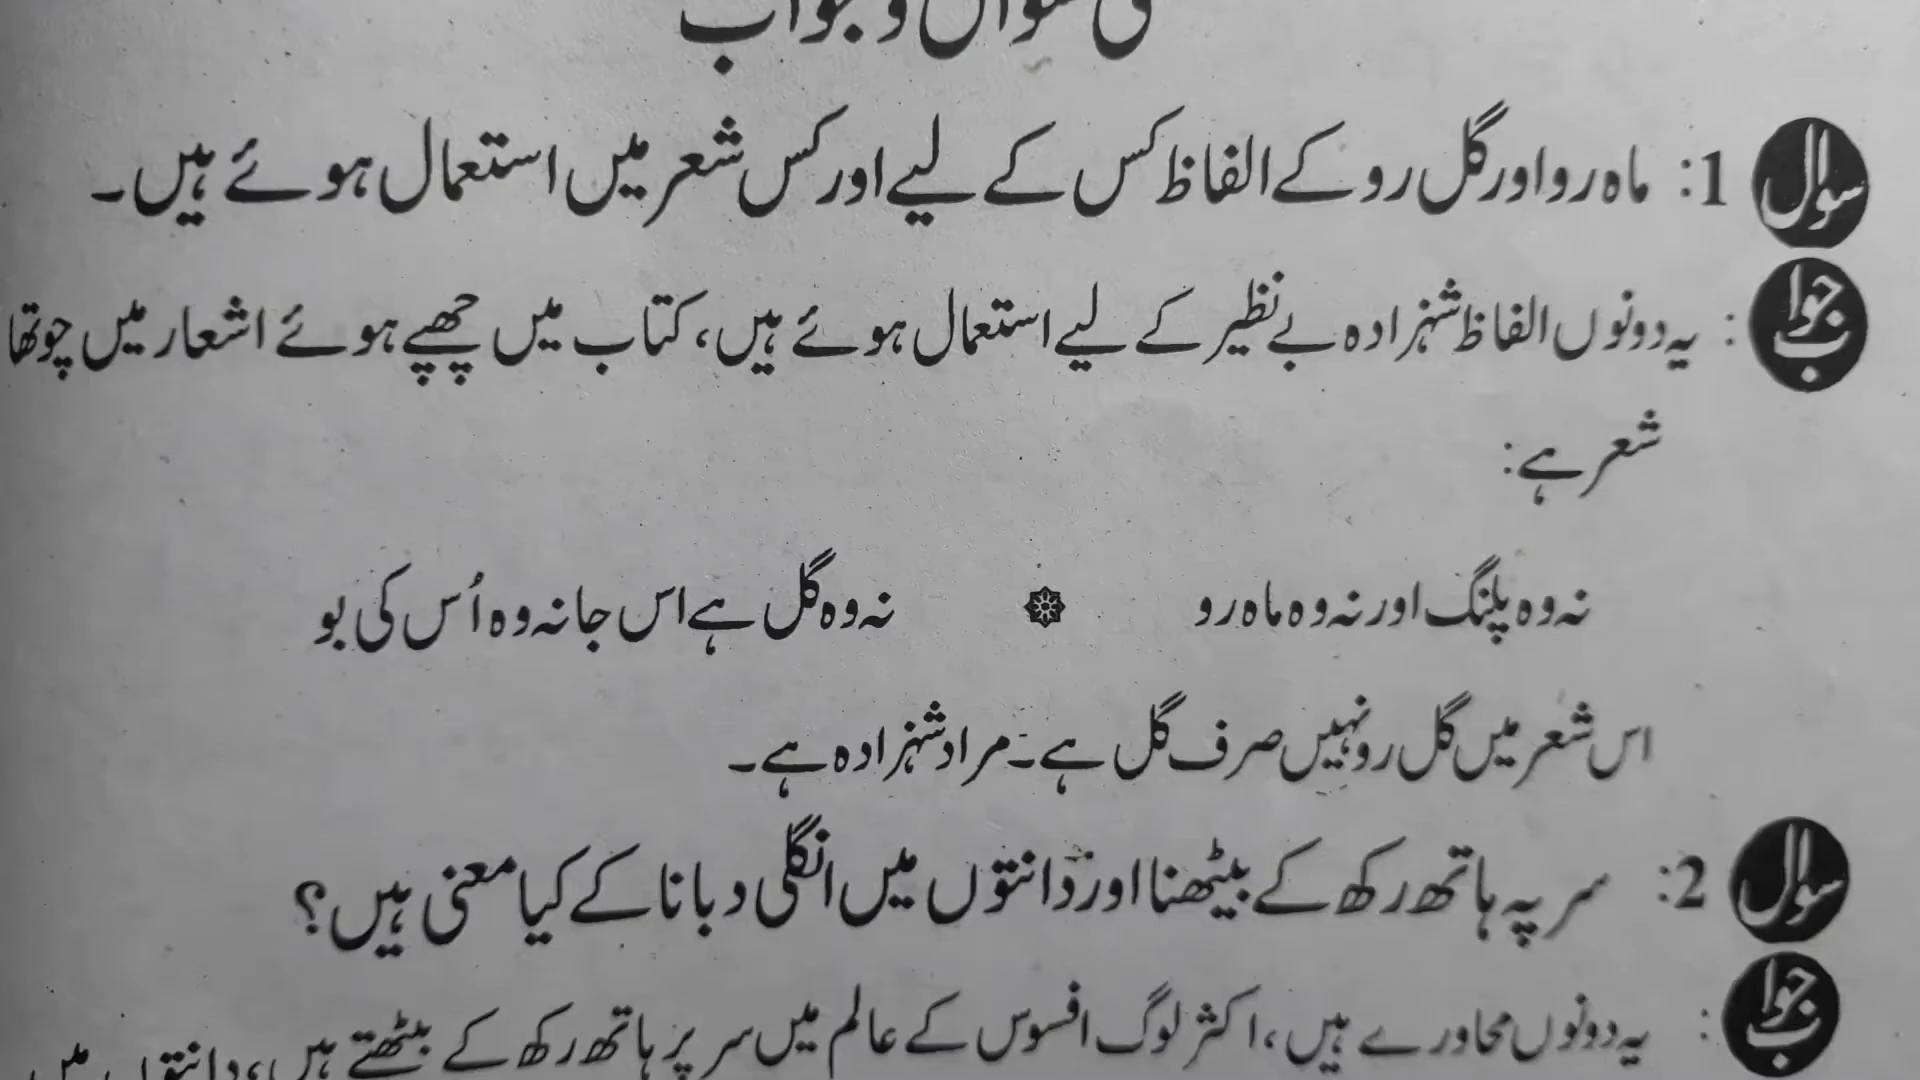 سوال و جواب
سوال 1: ماہ رو اور گل رو کے الفاظ کس کے لیے اور کس شعر میں استعمال ہوئے ہیں۔
جواب : یہ دونوں الفاظ شہزادہ بے نظیر کے لیے استعمال ہوئے ہیں، کتاب میں چھپے ہوئے اشعار میں چوتھا
شعر ہے:
نہ وہ پلنگ اور نہ وہ ماہ رو ۞ نہ وہ گل ہے اس جا نہ وہ اُس کی بو
اس شعر میں گل رو نہیں صرف گل ہے۔ مراد شہزادہ ہے۔
سوال 2: سر پہ ہاتھ رکھ کے بیٹھنا اور دانتوں میں انگلی دبانا کے کیا معنی ہیں؟
جواب : یہ دونوں محاورے ہیں، اکثر لوگ افسوس کے عالم میں سر پر ہاتھ رکھ کے بیٹھتے ہیں، دانتوں میں